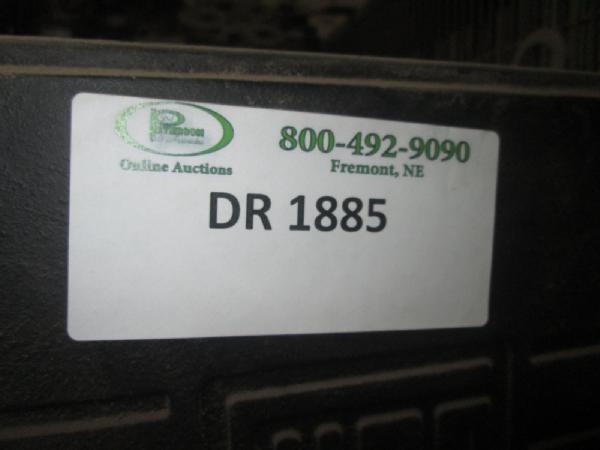 800-492-9090
Online Auctions
Fremont, NE
DR 1885